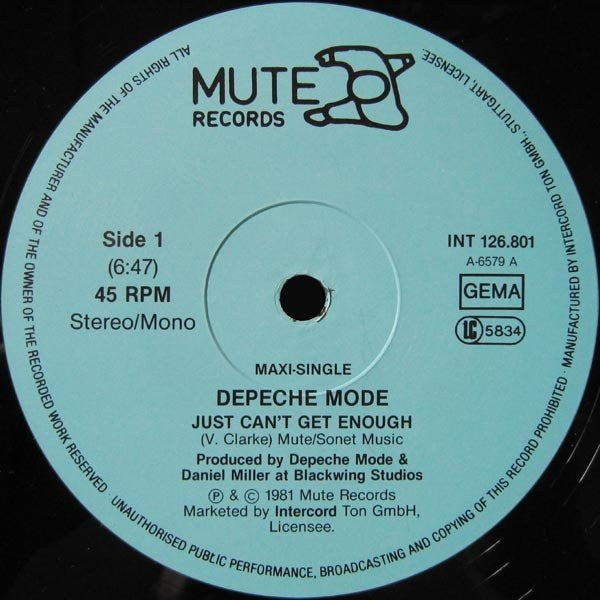 MUTE
RECORDS
Side 1
(6:47)
45 RPM
Stereo/Mono
INT 126.801
A-6579 A
GEMA
LC 5834
MAXI-SINGLE
DEPECHE MODE
JUST CAN'T GET ENOUGH
(V. Clarke) Mute/Sonet Music
Produced by Depeche Mode &
Daniel Miller at Blackwing Studios
Ⓟ & © 1981 Mute Records
Marketed by Intercord Ton GmbH,
Licensee.
ALL RIGHTS OF THE MANUFACTURER AND OF THE OWNER OF THE RECORDED WORK RESERVED · UNAUTHORISED PUBLIC PERFORMANCE, BROADCASTING AND COPYING OF THIS RECORD PROHIBITED · MANUFACTURED BY INTERCORD TON GMBH., STUTTGART, LICENSEE.